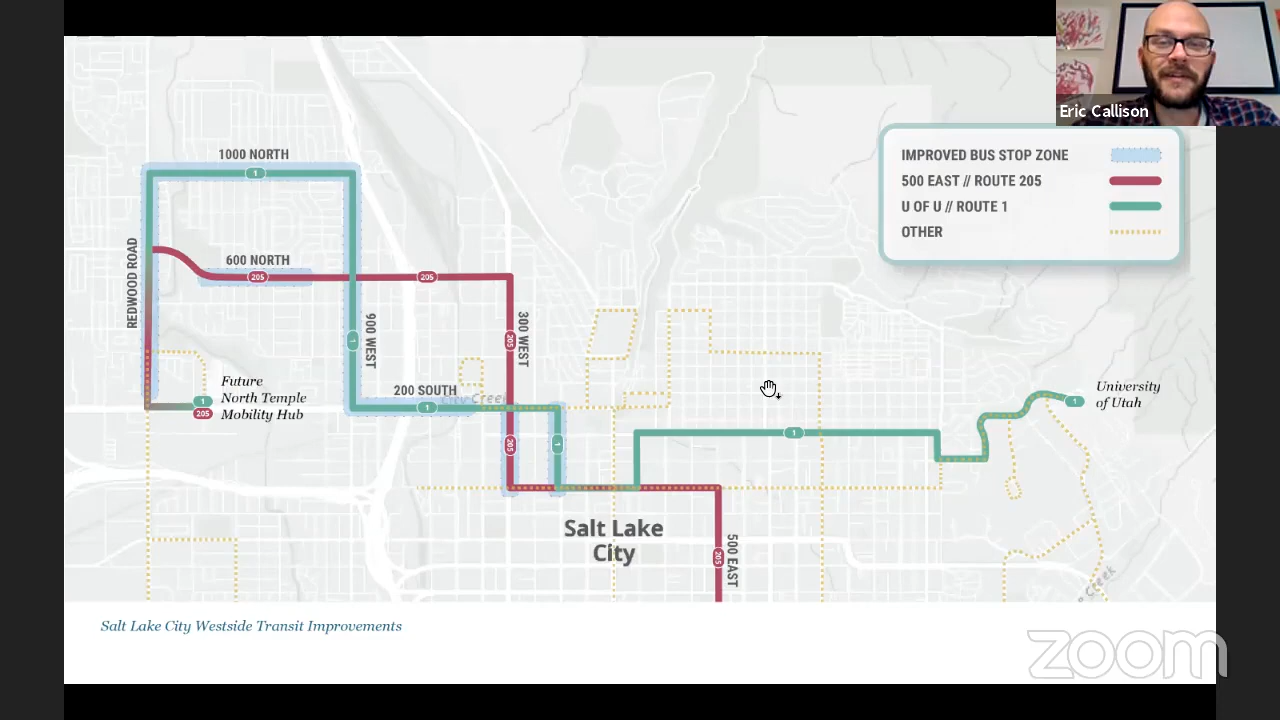 Eric Callison
IMPROVED BUS STOP ZONE
500 EAST // ROUTE 205
U OF U // ROUTE 1
OTHER
1000 NORTH
1
REDWOOD ROAD
600 NORTH
205
205
900 WEST
1
300 WEST
205
Future
North Temple
Mobility Hub
1
205
200 SOUTH
City Creek
1
205
1
1
University
of Utah
1
Salt Lake
City
500 EAST
205
Creek
Salt Lake City Westside Transit Improvements
zoom